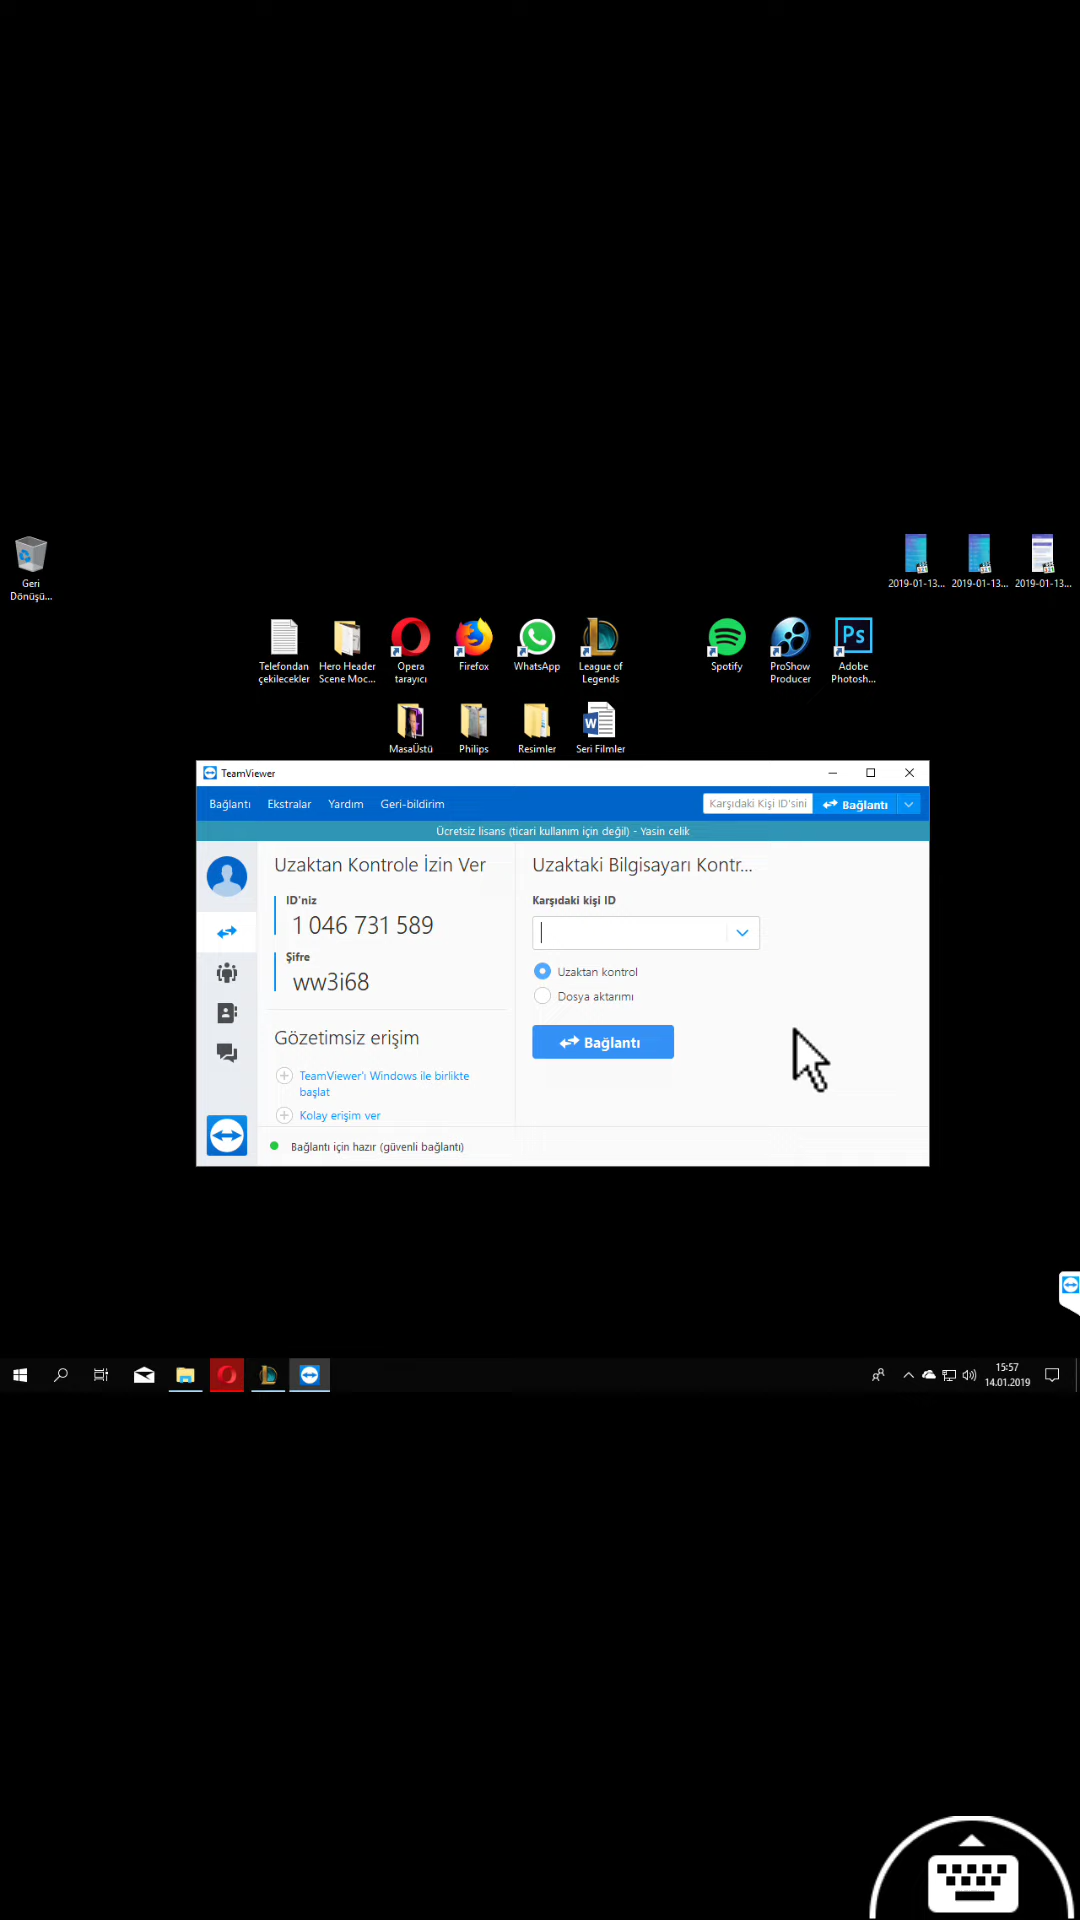 Geri
Dönüşü...
2019-01-13...
2019-01-13...
2019-01-13...
Telefondan
çekilecekler
Hero Header
Scene Moc...
Opera
tarayıcı
Firefox
WhatsApp
League of
Legends
Spotify
ProShow
Producer
Ps
Adobe
Photosh...
MasaÜstü
Philips
Resimler
W
Seri Filmler
TeamViewer
Bağlantı Ekstralar Yardım Geri-bildirim
Karşıdaki Kişi ID'sini
Bağlantı
Ücretsiz lisans (ticari kullanım için değil) - Yasin celik
Uzaktan Kontrole İzin Ver
ID'niz
1 046 731 589
Şifre
ww3i68
Gözetimsiz erişim
TeamViewer'ı Windows ile birlikte
başlat
Kolay erişim ver
Uzaktaki Bilgisayarı Kontr...
Karşıdaki kişi ID
Uzaktan kontrol
Dosya aktarımı
Bağlantı
Bağlantı için hazır (güvenli bağlantı)
15:57
14.01.2019